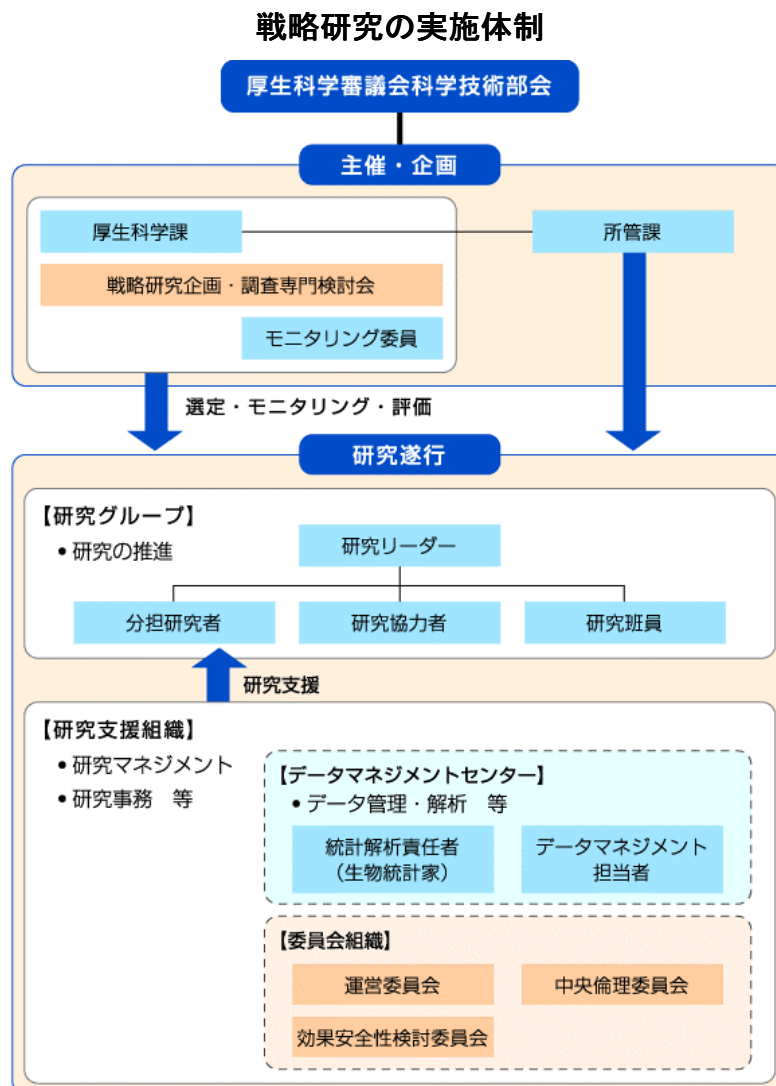 戦略研究の実施体制
厚生科学審議会科学技術部会
主催・企画
厚生科学課
所管課
戦略研究企画・調査専門検討会
モニタリング委員
選定・モニタリング・評価
研究遂行
【研究グループ】
• 研究の推進
研究リーダー
分担研究者
研究協力者
研究班員
研究支援
【研究支援組織】
• 研究マネジメント
• 研究事務　等
【データマネジメントセンター】
• データ管理・解析　等
統計解析責任者
（生物統計家）
データマネジメント
担当者
【委員会組織】
運営委員会
中央倫理委員会
効果安全性検討委員会